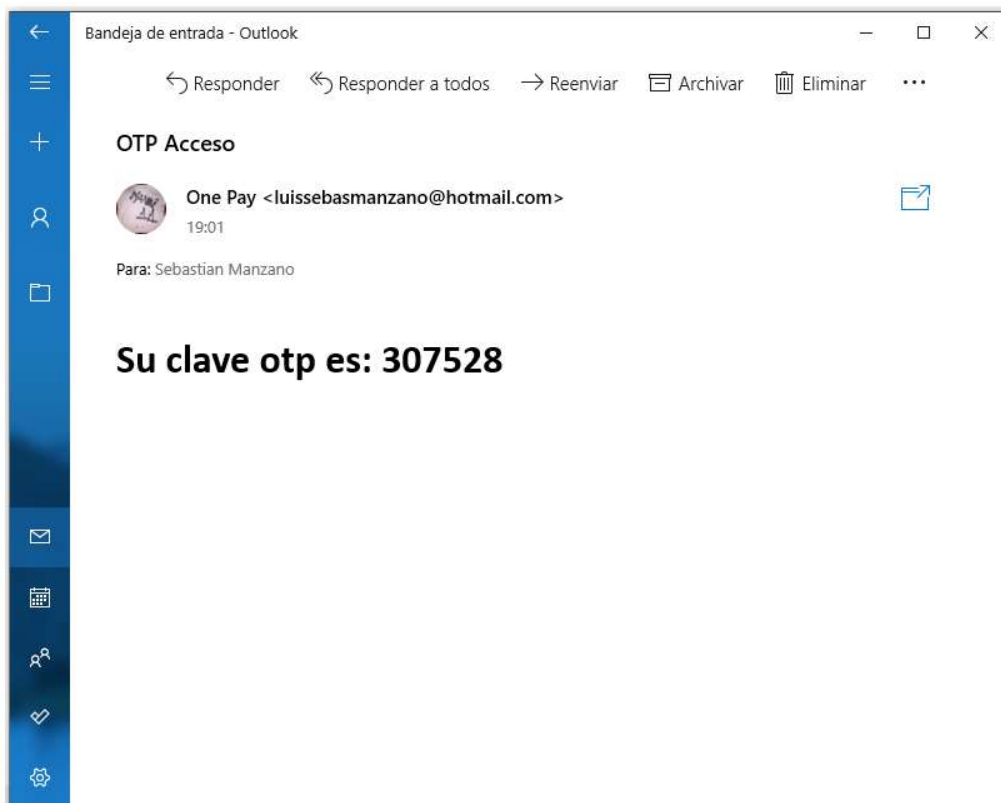 Bandeja de entrada - Outlook
Responder Responder a todos Reenviar Archivar Eliminar
OTP Acceso
One Pay <luissebasmanzano@hotmail.com>
19:01
Para: Sebastian Manzano
Su clave otp es: 307528